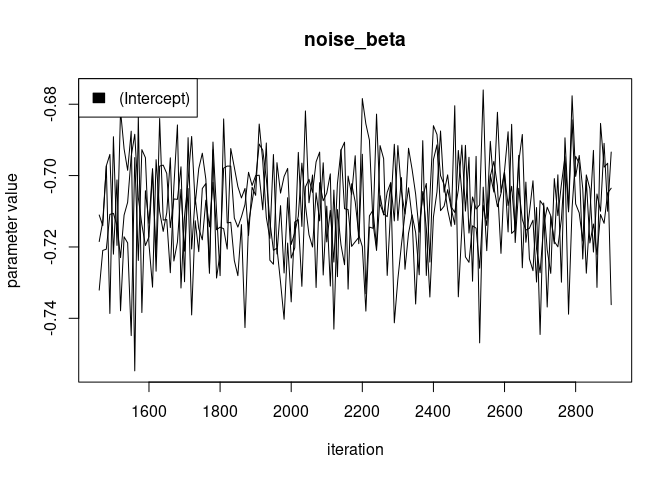 noise_beta
(Intercept)
parameter value
-0.68
-0.70
-0.72
-0.74
1600 1800 2000 2200 2400 2600 2800
iteration